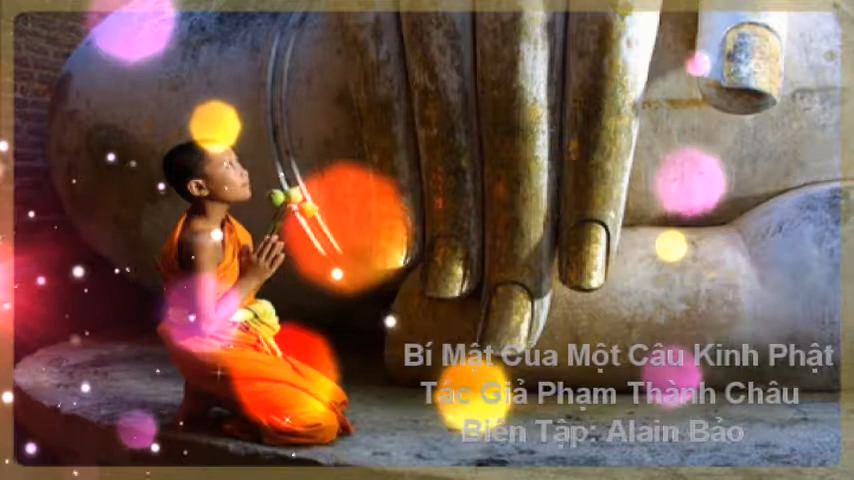 Bí Mật Của Một Câu Kinh Phật
Tác Giả Phạm Thành Châu
Biên Tập: Alain Bảo